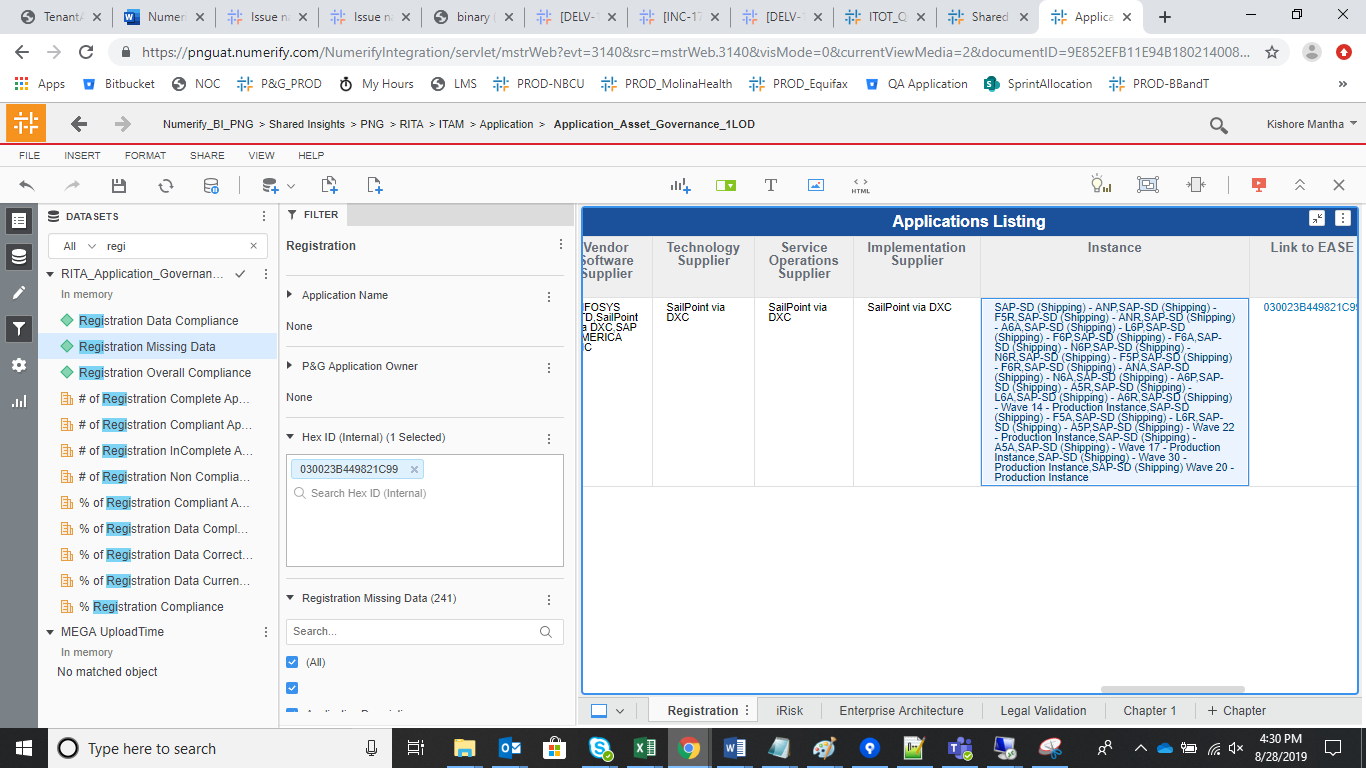 TenantA
Numeri
Issue na
Issue na
binary (
[DELV-
[INC-17
[DELV-
ITOT_Q
Shared
Applica
https://pnguat.numerify.com/NumerifyIntegration/servlet/mstrWeb?evt=3140&src=mstrWeb.3140&visMode=0&currentViewMedia=2&documentID=9E852EFB11E94B180214008...
Apps
Bitbucket
NOC
P&G_PROD
My Hours
LMS
PROD-NBCU
PROD_MolinaHealth
PROD_Equifax
QA Application
SprintAllocation
PROD-BBandT
»
Numerify_BI_PNG > Shared Insights > PNG > RITA > ITAM > Application > Application_Asset_Governance_1LOD
Kishore Mantha
FILE INSERT FORMAT SHARE VIEW HELP
HTML
DATASETS
All regi
RITA_Application_Governan...
In memory
Registration Data Compliance
Registration Missing Data
Registration Overall Compliance
# of Registration Complete Ap...
# of Registration Compliant Ap...
# of Registration InComplete A...
# of Registration Non Complia...
% of Registration Compliant A...
% of Registration Data Compl...
% of Registration Data Correct...
% of Registration Data Curren...
% Registration Compliance
MEGA UploadTime
In memory
No matched object
FILTER
Registration
Application Name
None
P&G Application Owner
None
Hex ID (Internal) (1 Selected)
030023B449821C99
Search Hex ID (Internal)
Registration Missing Data (241)
Search...
(All)
Applications Listing
Vendor
Software
Supplier
Technology
Supplier
Service
Operations
Supplier
Implementation
Supplier
Instance
Link to EASE
FOSYS
TD,SailPoint
a DXC,SAP
MERICA
C
SailPoint via
DXC
SailPoint via
DXC
SailPoint via DXC
SAP-SD (Shipping) - ANP,SAP-SD (Shipping) -
F5R,SAP-SD (Shipping) - ANR,SAP-SD (Shipping)
- A6A,SAP-SD (Shipping) - L6P,SAP-SD
(Shipping) - F6P,SAP-SD (Shipping) - F6A,SAP-
SD (Shipping) - N6P,SAP-SD (Shipping) -
N6R,SAP-SD (Shipping) - F5P,SAP-SD (Shipping)
- F6R,SAP-SD (Shipping) - ANA,SAP-SD
(Shipping) - N6A,SAP-SD (Shipping) - A6P,SAP-
SD (Shipping) - A5R,SAP-SD (Shipping) -
L6A,SAP-SD (Shipping) - A6R,SAP-SD (Shipping)
- Wave 14 - Production Instance,SAP-SD
(Shipping) - F5A,SAP-SD (Shipping) - L6R,SAP-
SD (Shipping) - A5P,SAP-SD (Shipping) - Wave 22
- Production Instance,SAP-SD (Shipping) -
A5A,SAP-SD (Shipping) - Wave 17 - Production
Instance,SAP-SD (Shipping) - Wave 30 -
Production Instance,SAP-SD (Shipping) Wave 20 -
Production Instance
030023B449821C99
Registration
iRisk
Enterprise Architecture
Legal Validation
Chapter 1
+ Chapter
Type here to search
4:30 PM
8/28/2019